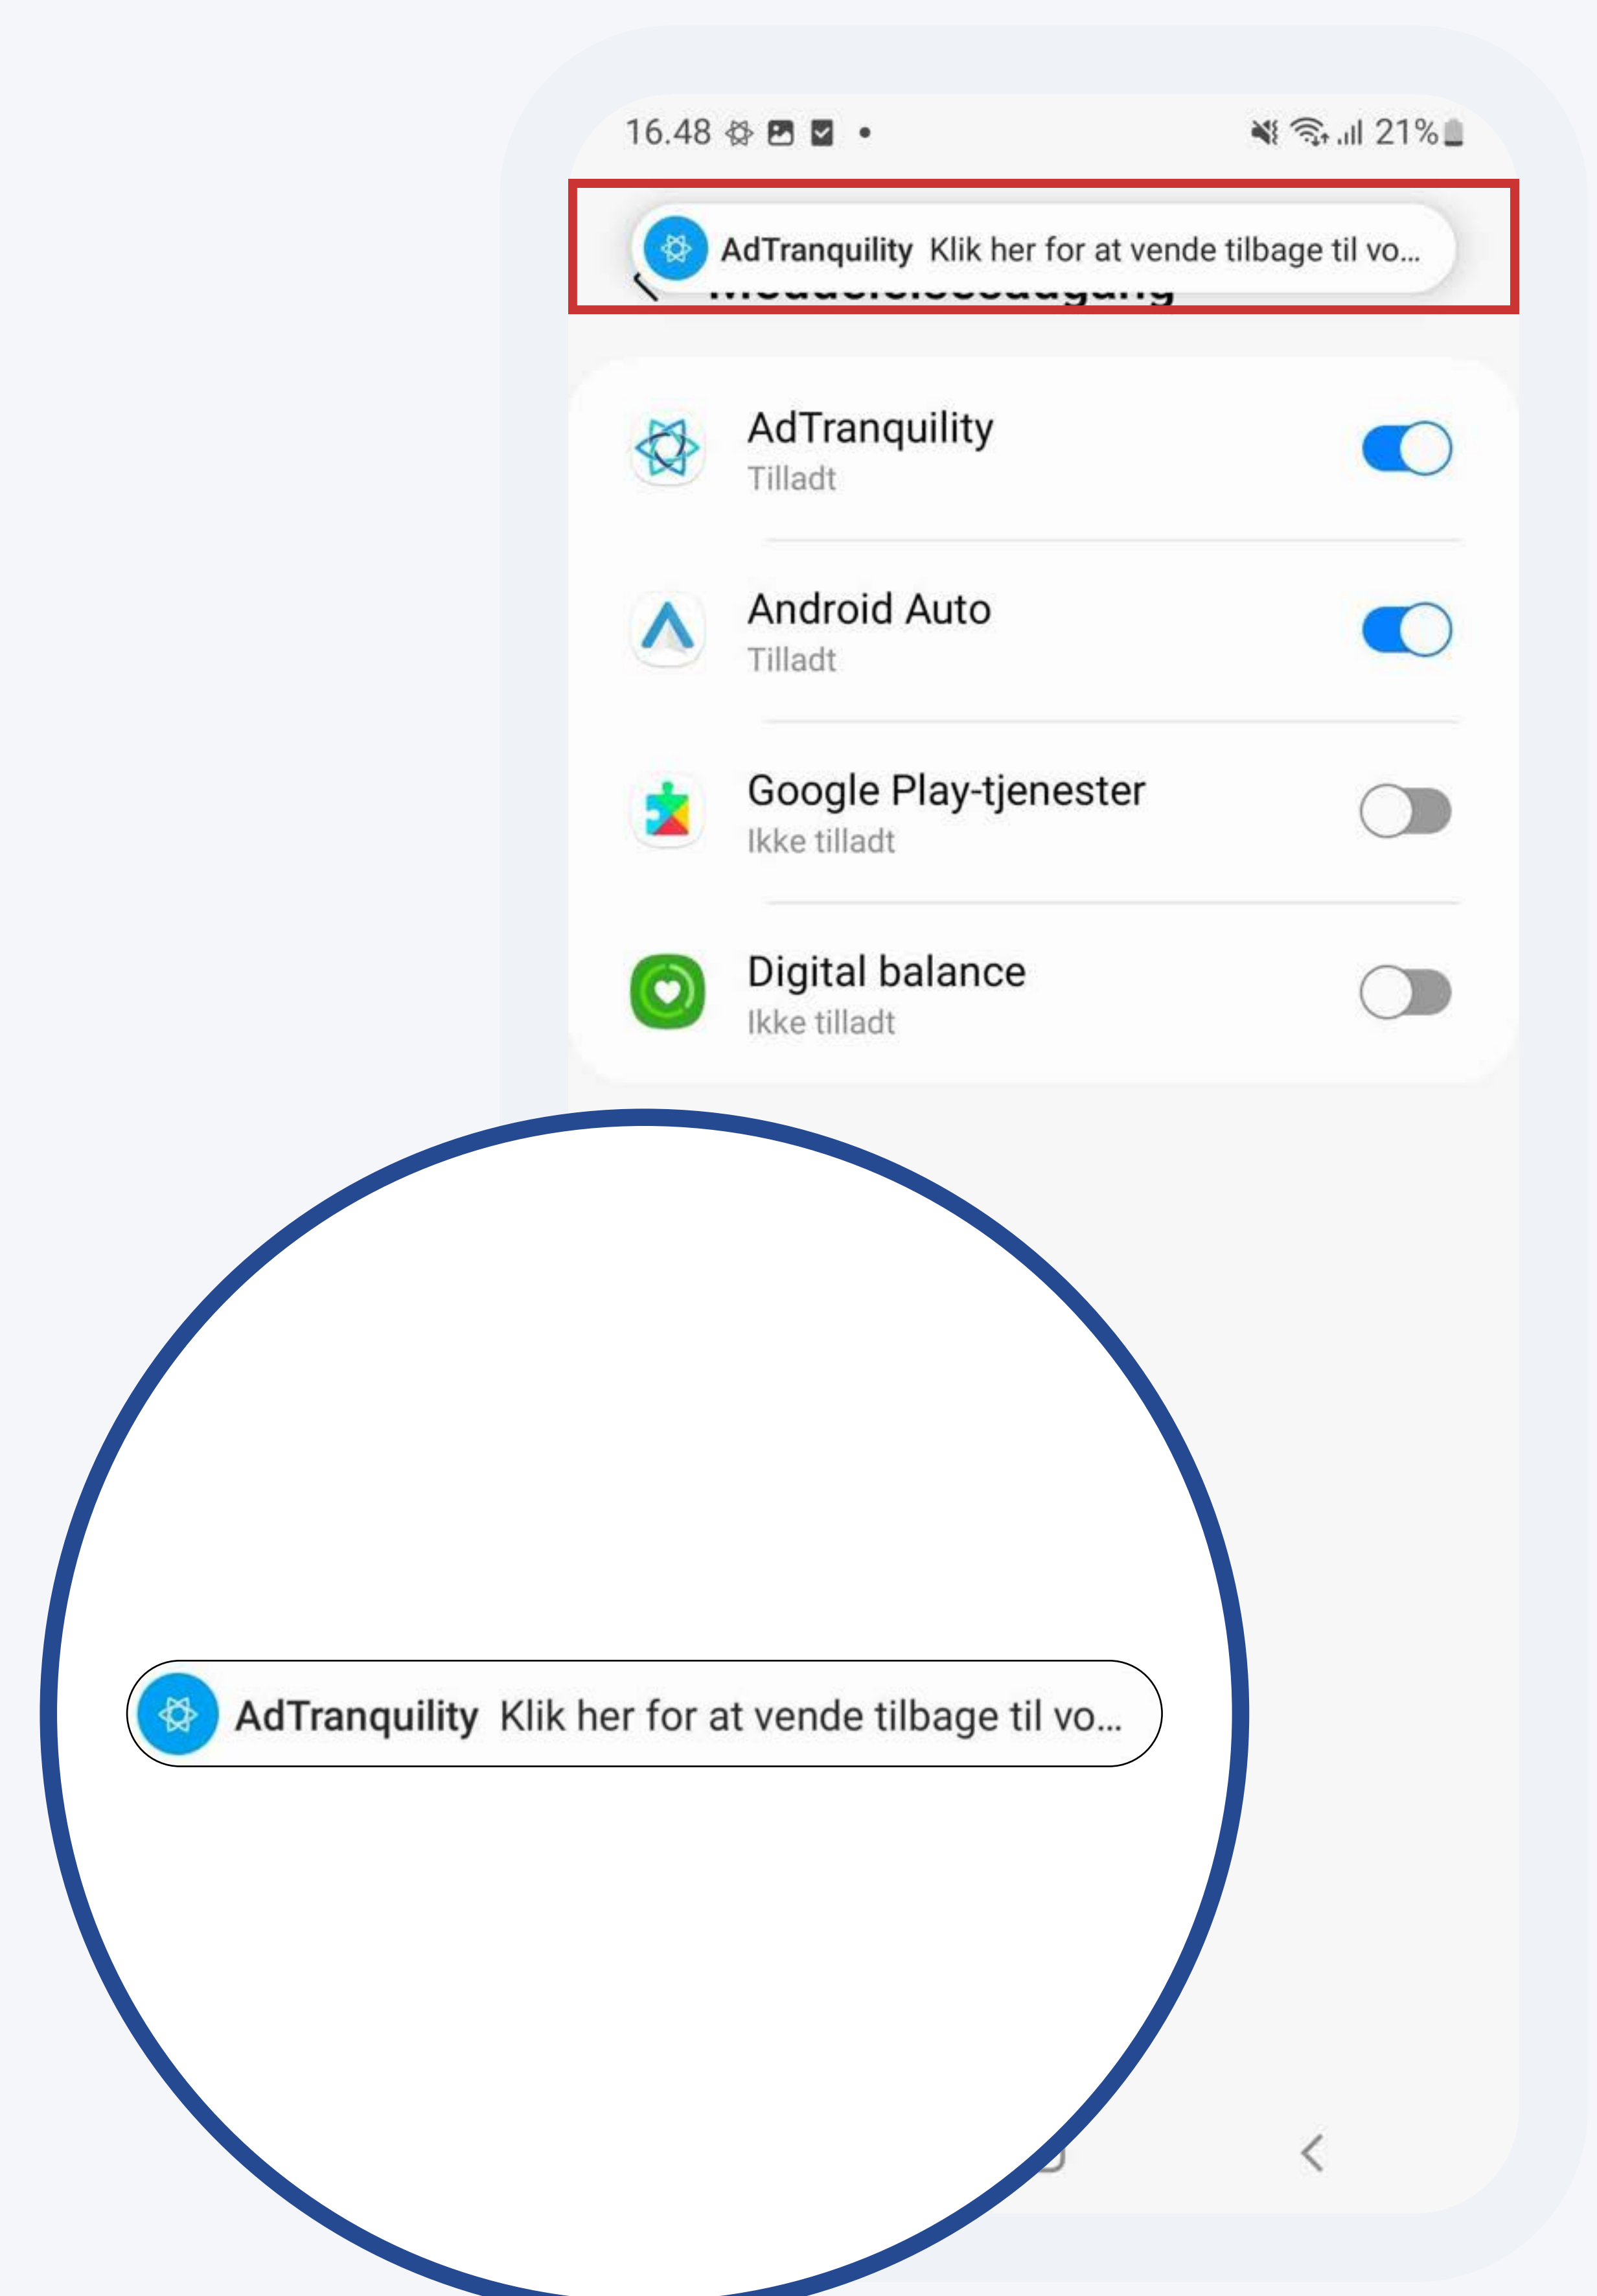 16.48
21%
AdTranquility Klik her for at vende tilbage til vo...
AdTranquility
Tilladt
Android Auto
Tilladt
Google Play-tjenester
Ikke tilladt
Digital balance
Ikke tilladt
AdTranquility Klik her for at vende tilbage til vo...